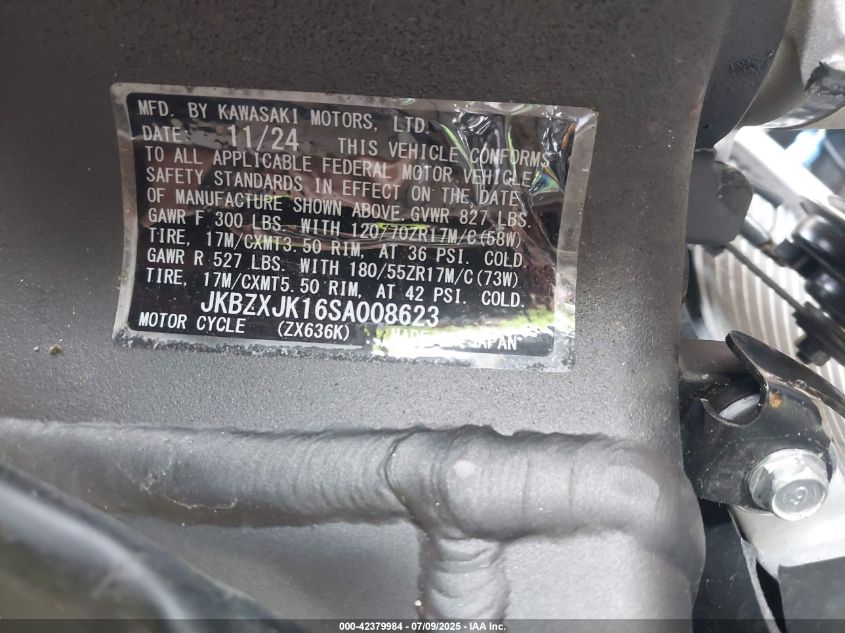 MFD. BY KAWASAKI MOTORS, LTD.
DATE: 11/24 THIS VEHICLE CONFORMS
TO ALL APPLICABLE FEDERAL MOTOR VEHICLE
SAFETY STANDARDS IN EFFECT ON THE DATE
OF MANUFACTURE SHOWN ABOVE. GVWR 827 LBS.
GAWR F 300 LBS. WITH 120/70ZR17M/C(58W)
TIRE, 17M/CXMT3.50 RIM, AT 36 PSI. COLD.
GAWR R 527 LBS. WITH 180/55ZR17M/C(73W)
TIRE, 17M/CXMT5.50 RIM, AT 42 PSI. COLD.
JKBZXJK16SA008623
MOTOR CYCLE (ZX636K) MADE IN JAPAN
000-42379984 - 07/09/2025 - IAA Inc.